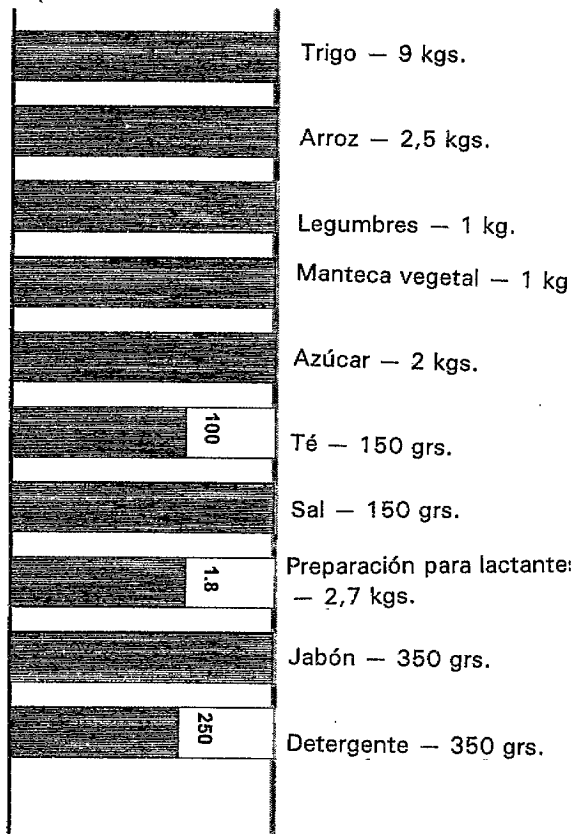 Trigo — 9 kgs.
Arroz — 2,5 kgs.
Legumbres — 1 kg.
Manteca vegetal — 1 kg
Azúcar — 2 kgs.
100
Té — 150 grs.
Sal — 150 grs.
1.8
Preparación para lactantes
— 2,7 kgs.
Jabón — 350 grs.
250
Detergente — 350 grs.